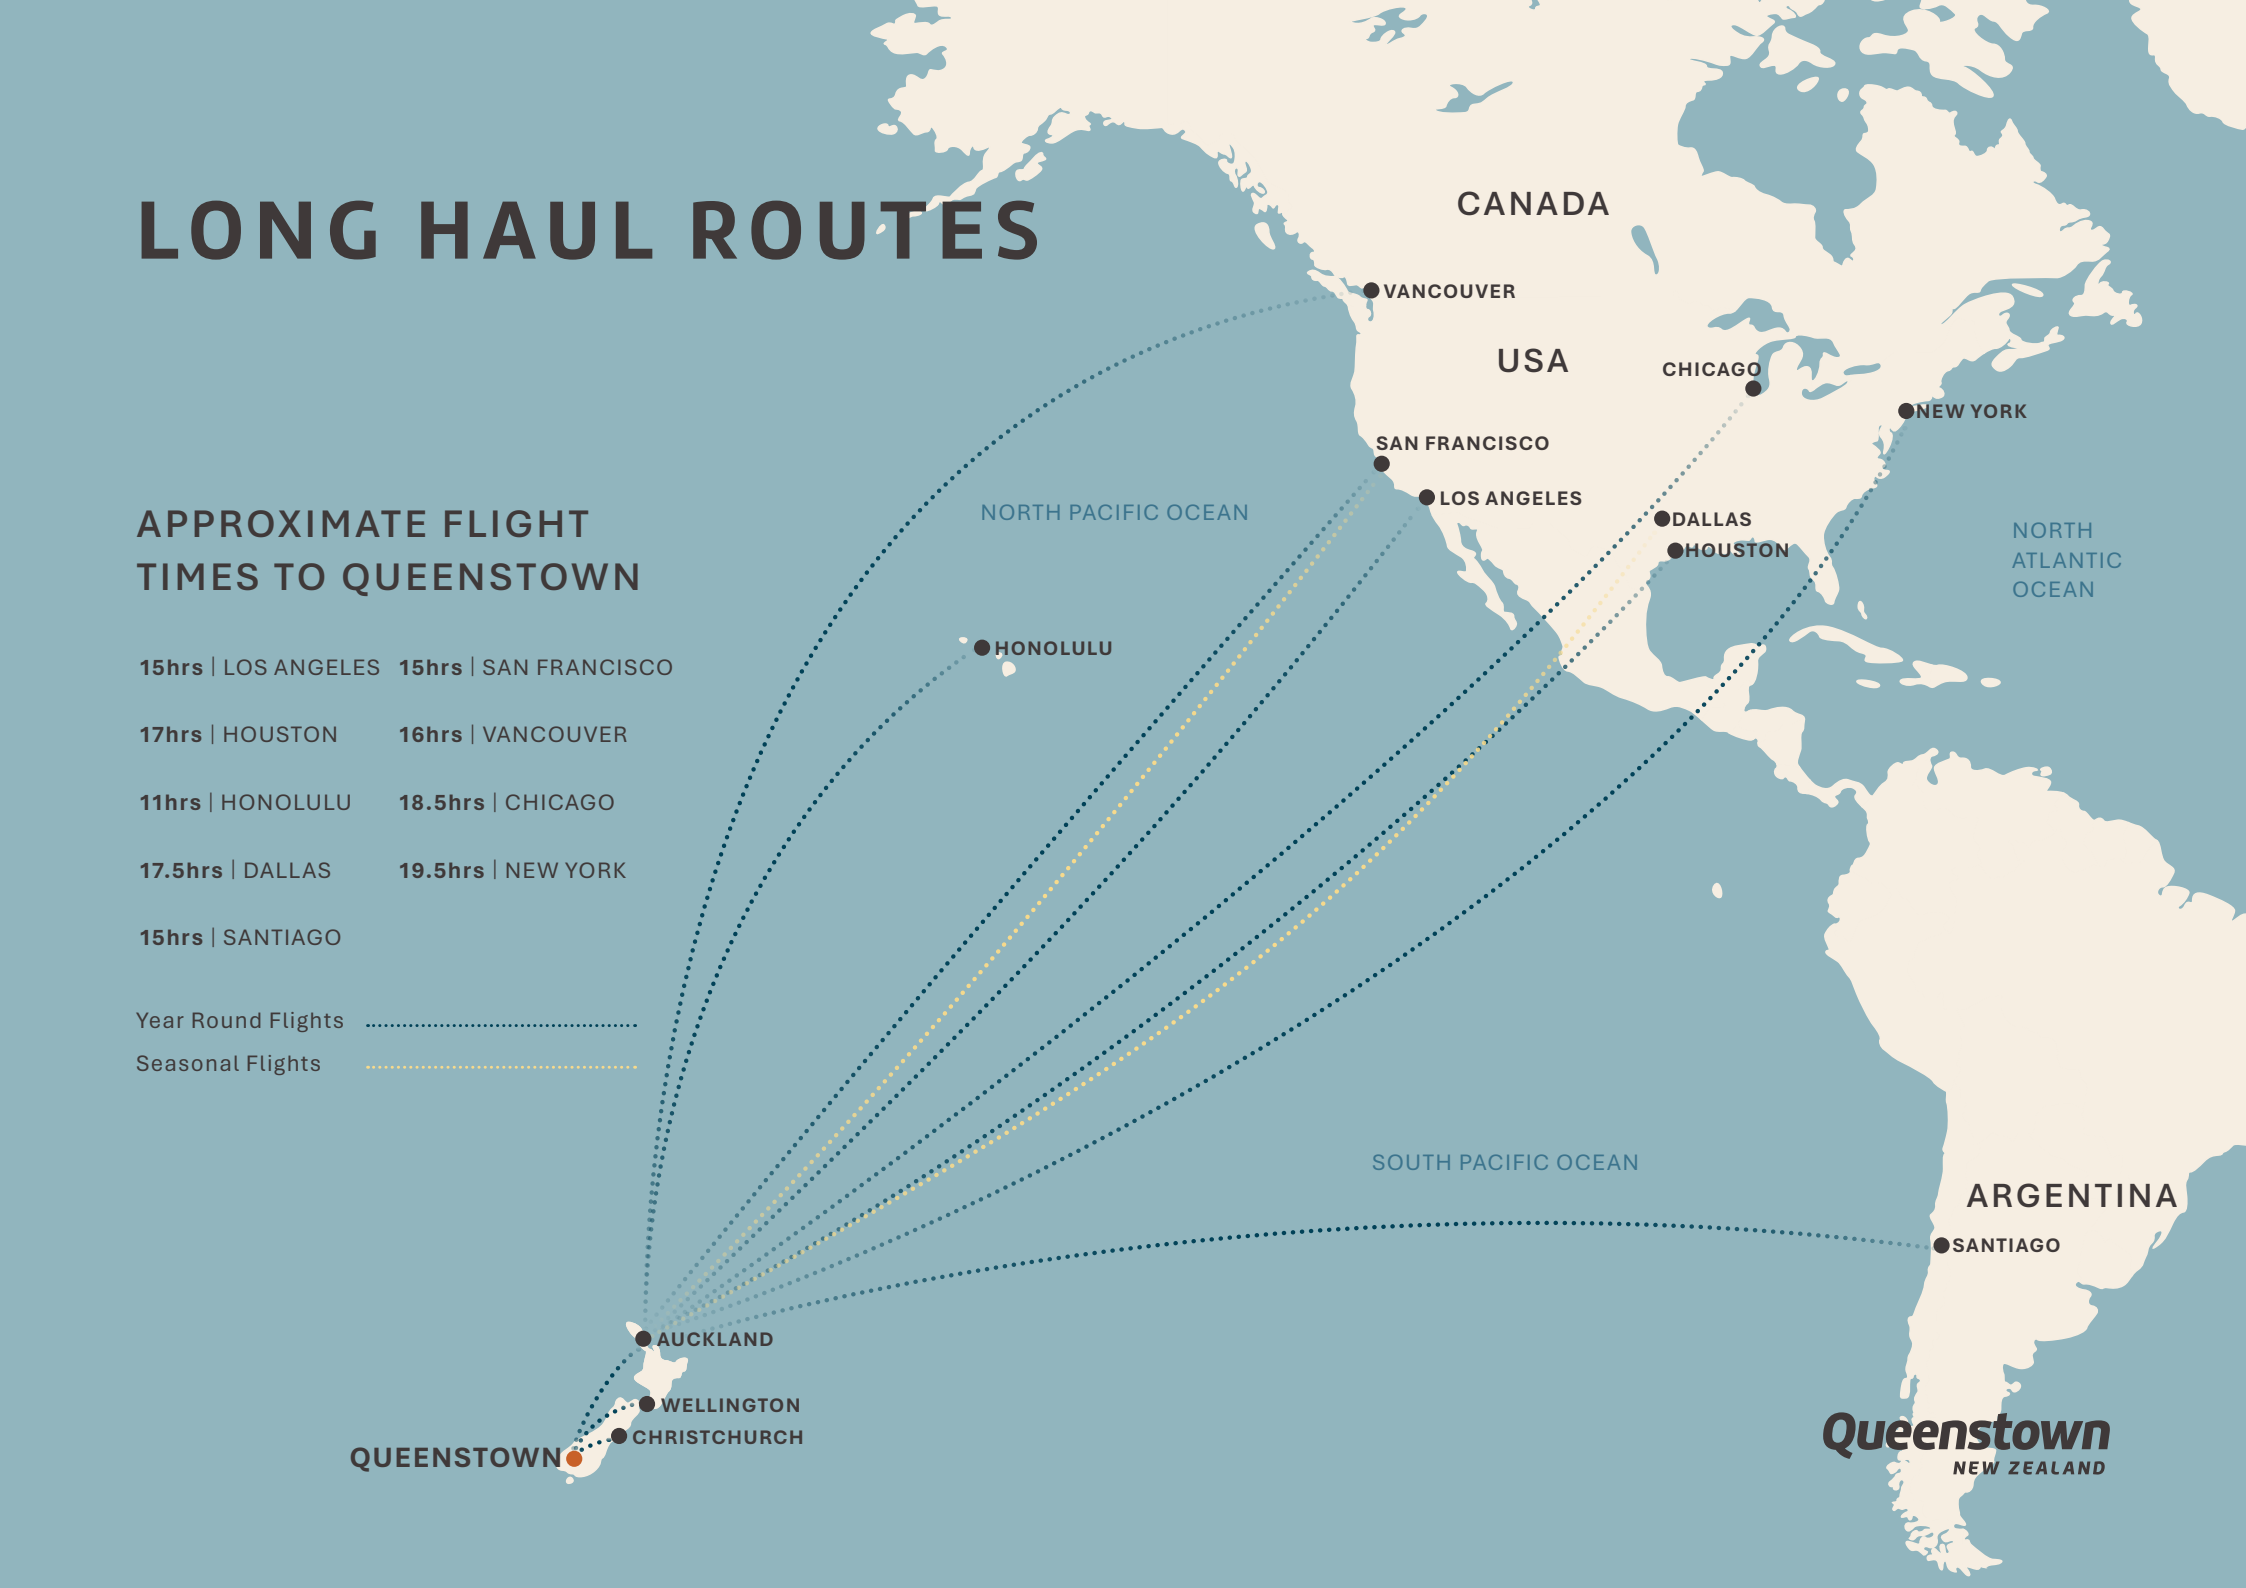 LONG HAUL ROUTES
APPROXIMATE FLIGHT
TIMES TO QUEENSTOWN
15hrs | LOS ANGELES
15hrs | SAN FRANCISCO
17hrs | HOUSTON
16hrs | VANCOUVER
11hrs | HONOLULU
18.5hrs | CHICAGO
17.5hrs | DALLAS
19.5hrs | NEW YORK
15hrs | SANTIAGO
Year Round Flights
Seasonal Flights
CANADA
VANCOUVER
USA
CHICAGO
NEW YORK
SAN FRANCISCO
LOS ANGELES
DALLAS
HOUSTON
NORTH PACIFIC OCEAN
NORTH
ATLANTIC
OCEAN
HONOLULU
SOUTH PACIFIC OCEAN
ARGENTINA
SANTIAGO
AUCKLAND
WELLINGTON
CHRISTCHURCH
QUEENSTOWN
Queenstown
NEW ZEALAND